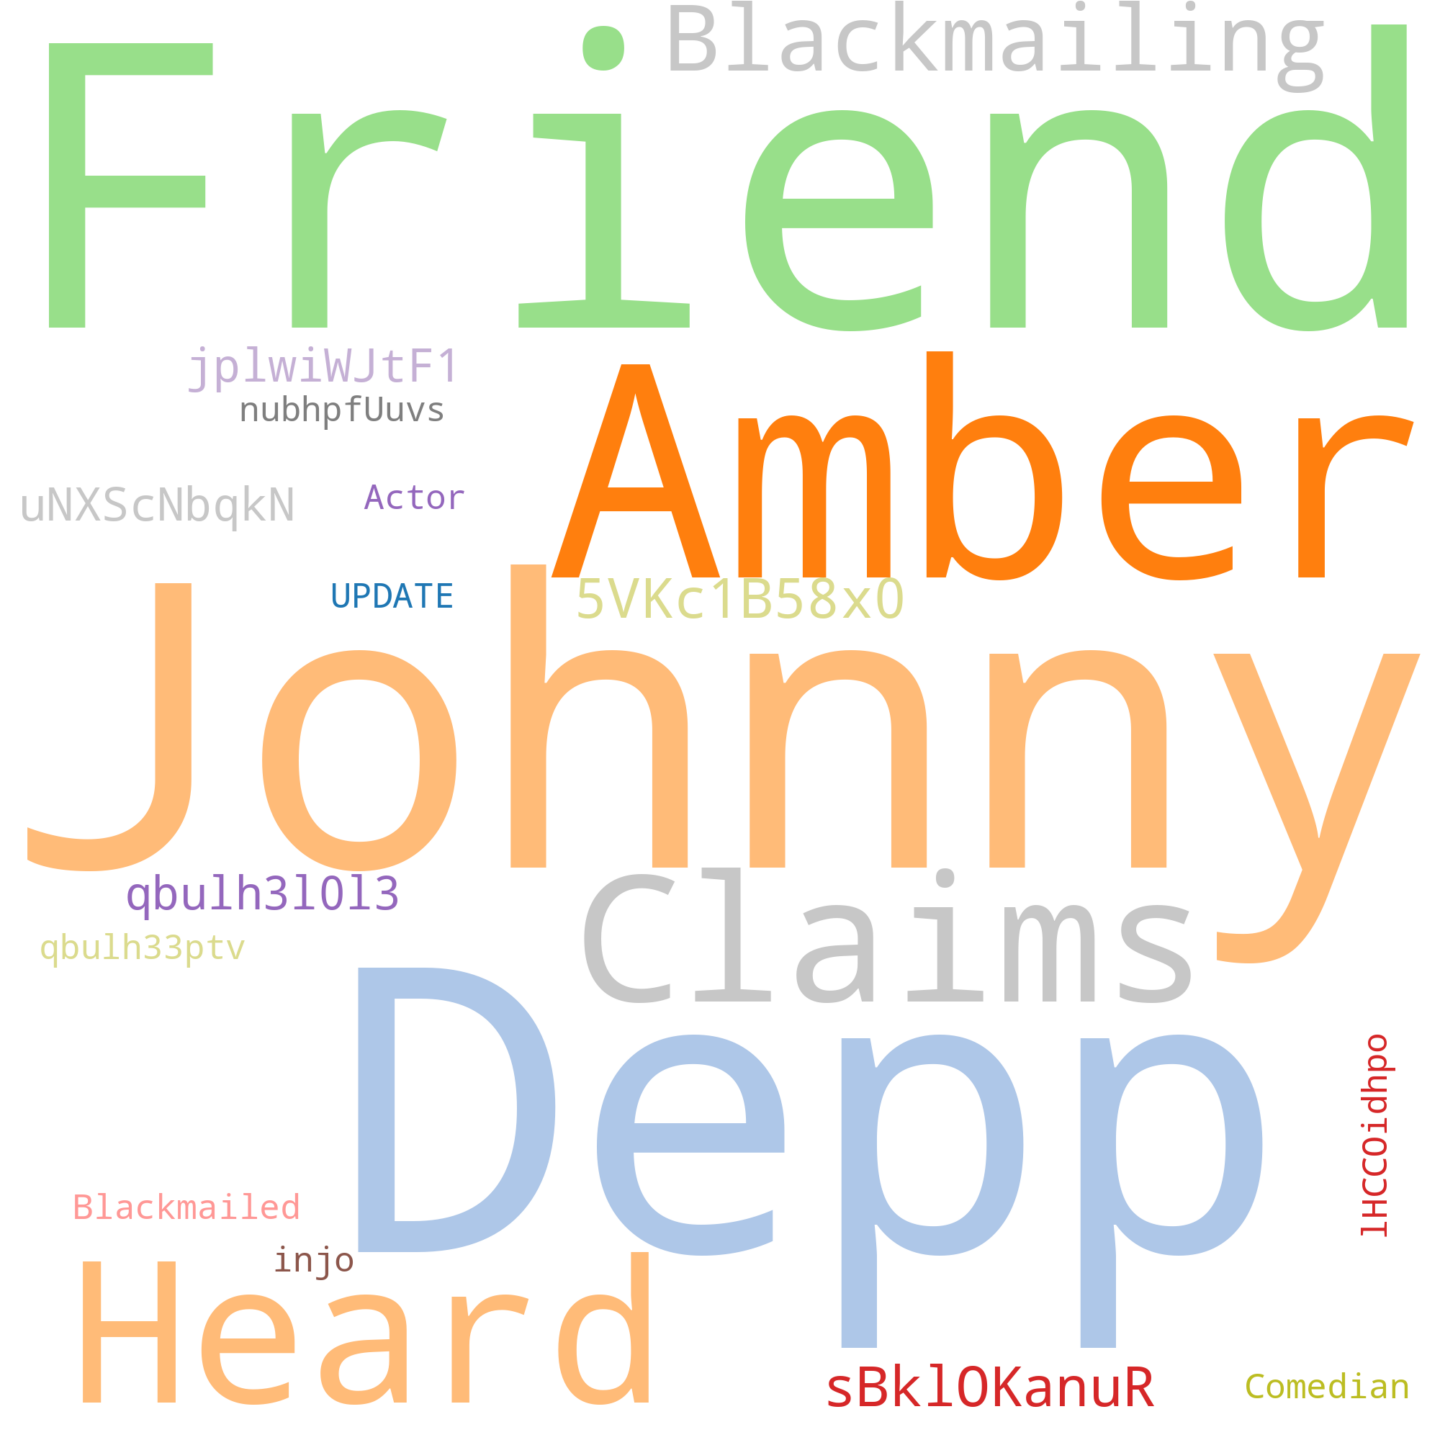 Blackmailing
Friend
jplwiWJtF1
nubhpfUuvs
Amber
uNXScNbqkN
Actor
UPDATE
5VKc1B58x0
Johnny
qbulh3l0l3
Claims
qbulh33ptv
Depp
lHCCOidhpo
Blackmailed
injo
Heard
sBklOKanuR
Comedian